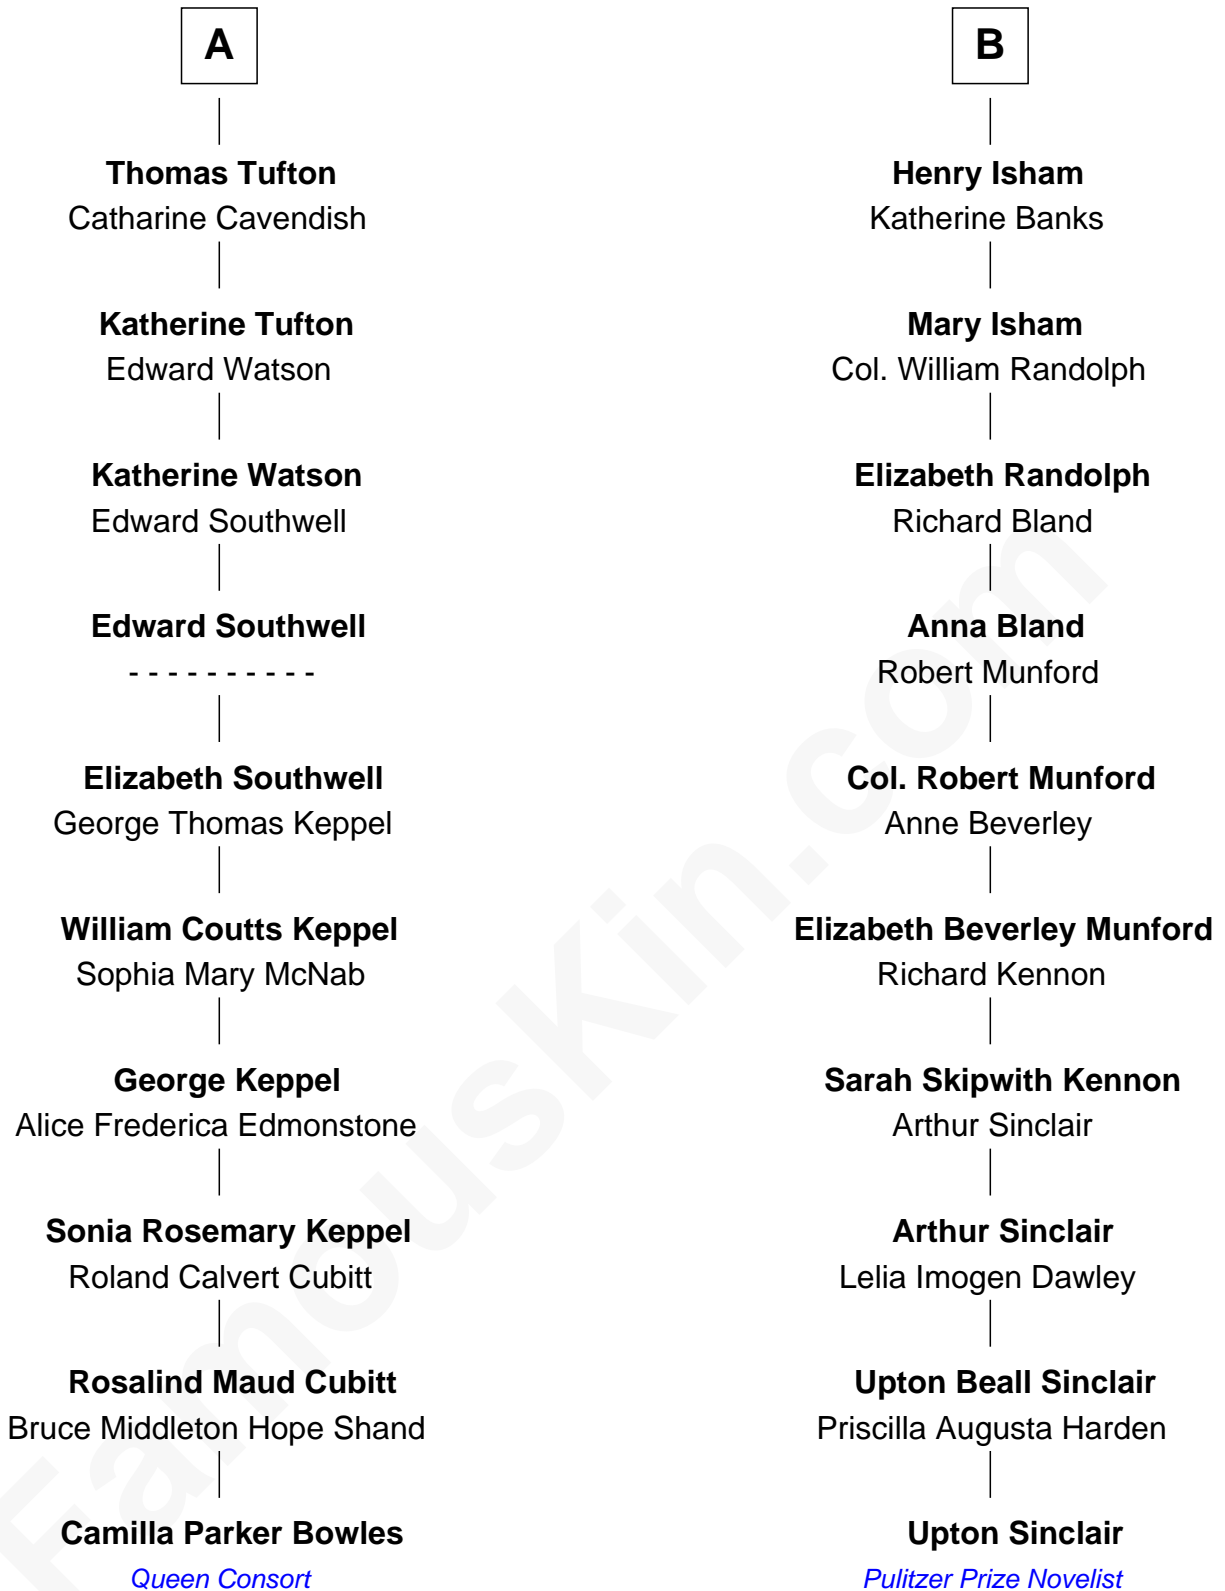 A
Thomas Tufton
Catharine Cavendish
Katherine Tufton
Edward Watson
Katherine Watson
Edward Southwell
Edward Southwell
- - - - - - - - - -
Elizabeth Southwell
George Thomas Keppel
William Coutts Keppel
Sophia Mary McNab
George Keppel
Alice Frederica Edmonstone
Sonia Rosemary Keppel
Roland Calvert Cubitt
Rosalind Maud Cubitt
Bruce Middleton Hope Shand
Camilla Parker Bowles
Queen Consort
B
Henry Isham
Katherine Banks
Mary Isham
Col. William Randolph
Elizabeth Randolph
Richard Bland
Anna Bland
Robert Munford
Col. Robert Munford
Anne Beverley
Elizabeth Beverley Munford
Richard Kennon
Sarah Skipwith Kennon
Arthur Sinclair
Arthur Sinclair
Lelia Imogen Dawley
Upton Beall Sinclair
Priscilla Augusta Harden
Upton Sinclair
Pulitzer Prize Novelist
FamousKin.com